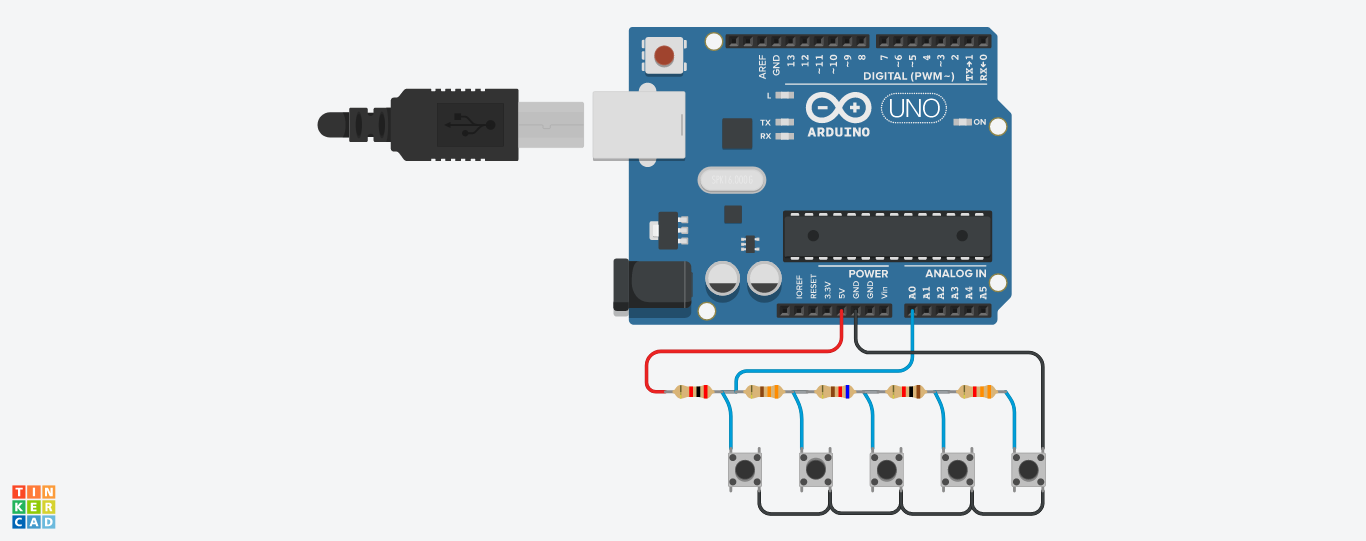 AREF
GND
13
12
~11
~10
~9
8
7
~6
~5
4
~3
2
TX→1
RX←0
DIGITAL (PWM~)
L
TX
RX
ARDUINO
UNO
ON
POWER
ANALOG IN
IOREF
RESET
3.3V
5V
GND
GND
Vin
A0
A1
A2
A3
A4
A5
TIN
KER
CAD